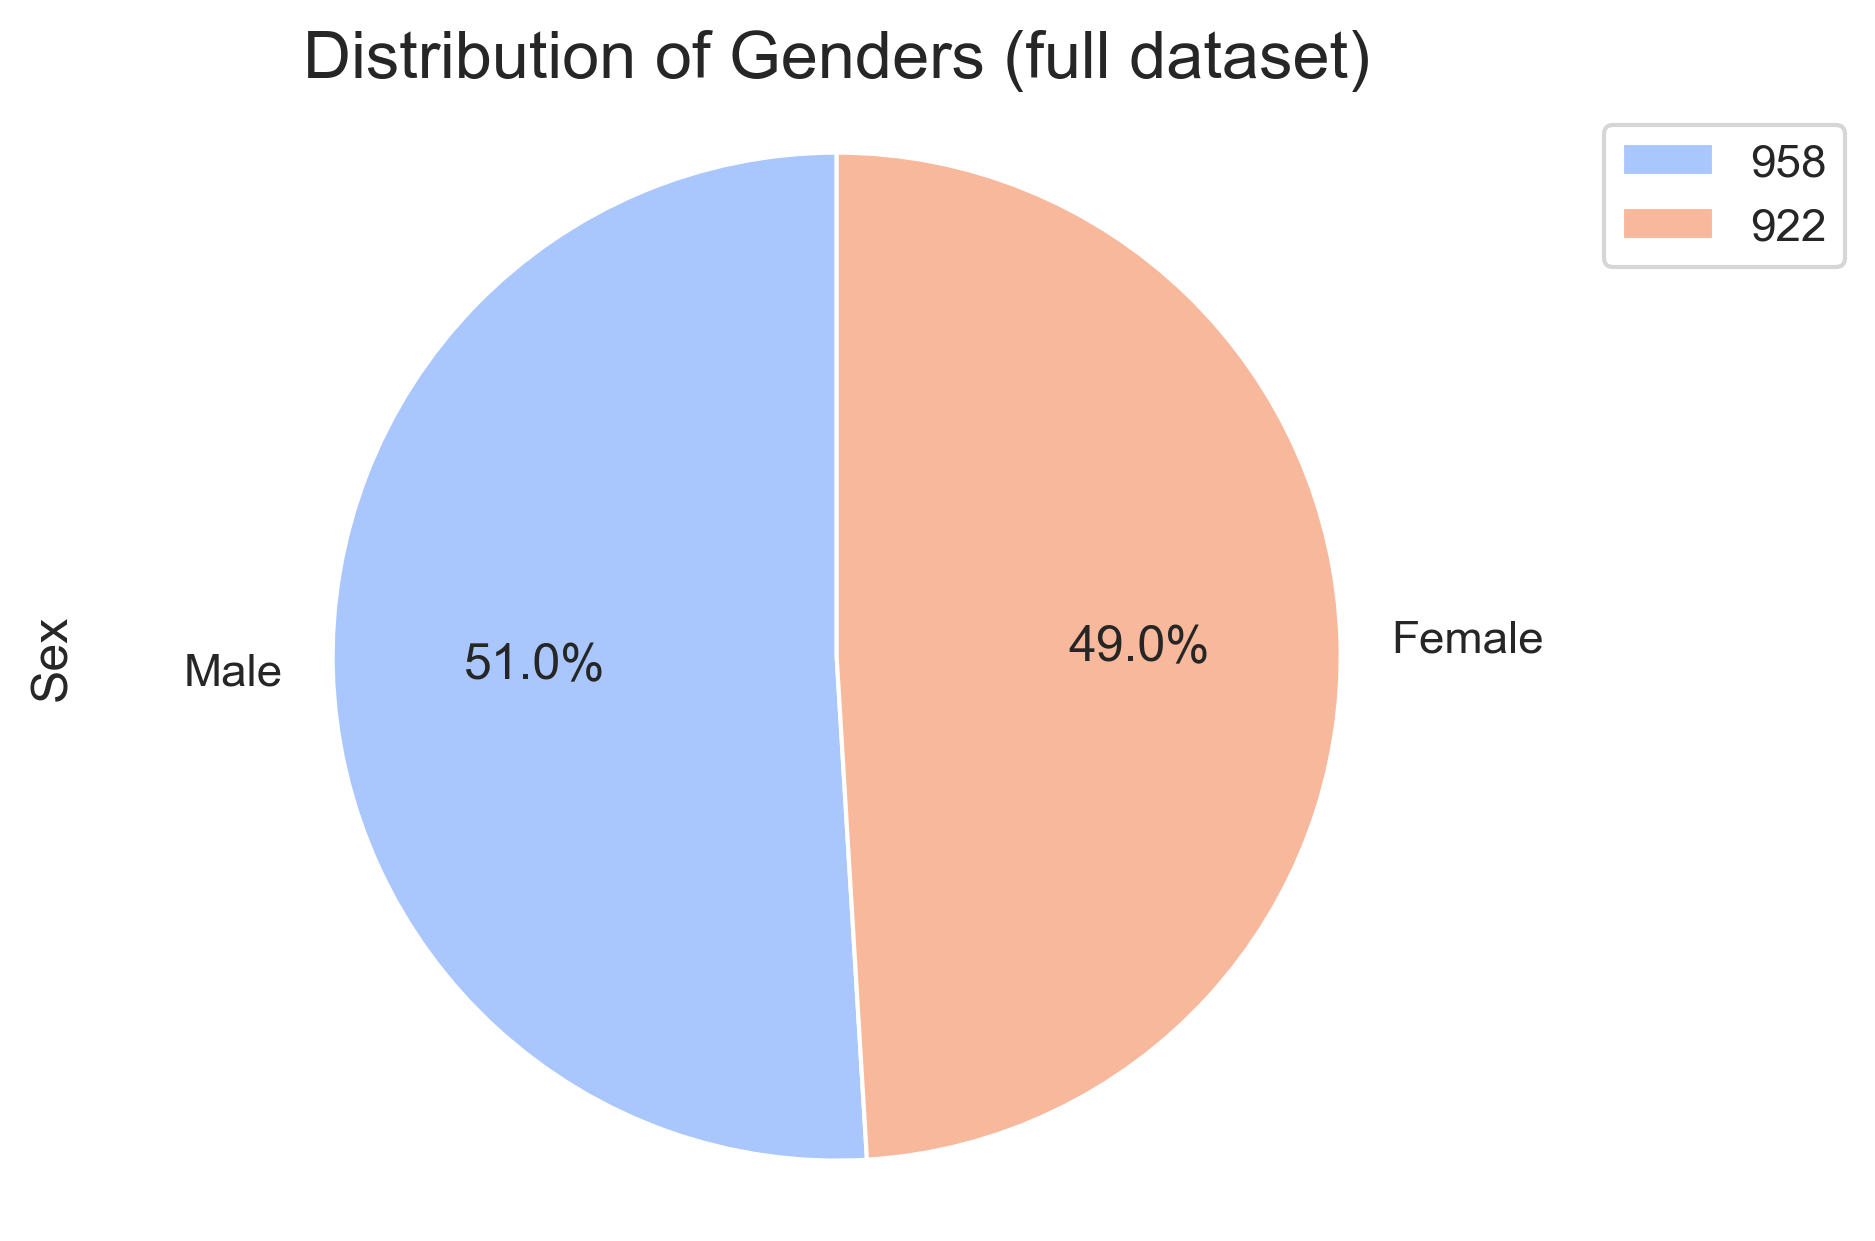 Distribution of Genders (full dataset)
958
922
Sex
Male
51.0%
49.0%
Female